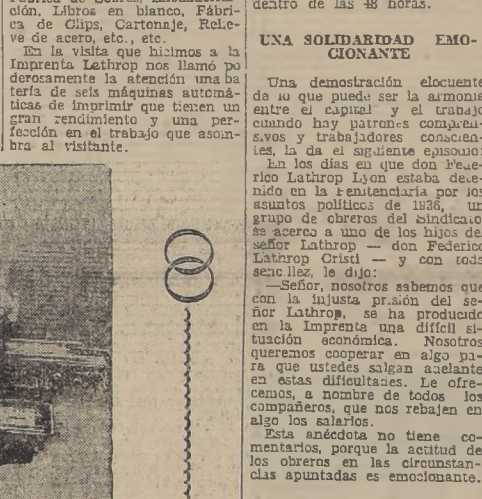 ción, Libros en blanco, Fábri-
ca de Clips, Cartonaje, Relie-
ve de acero, etc., etc.
En la visita que hicimos a la
Imprenta Lathrop nos llamó po
derosamente la atención una ba
tería de seis máquinas automá-
ticas de imprimir que tienen un
gran rendimiento y una per-
fección en el trabajo que asom-
bra al visitante.
dentro de las 48 horas.
UNA SOLIDARIDAD EMO-
CIONANTE
Una demostración elocuente
de lo que puede ser la armonía
entre el capital y el trabajo
cuando hay patrones compren-
sivos y trabajadores conscien-
tes, la da el siguiente episodio:
En los días en que don Fede-
rico Lathrop Lyon estaba dete-
nido en la Penitenciaría por los
asuntos políticos de 1936, un
grupo de obreros del Sindicato
se acercó a uno de los hijos del
señor Lathrop — don Federico
Lathrop Cristi — y con toda
sencillez, le dijo:
—Señor, nosotros sabemos que
con la injusta prisión del se-
ñor Lathrop, se ha producido
en la Imprenta una difícil si-
tuación económica. Nosotros
queremos cooperar en algo pa-
ra que ustedes salgan adelante
en estas dificultades. Le ofre-
cemos, a nombre de todos los
compañeros, que nos rebajen en
algo los salarios.
Esta anécdota no tiene co-
mentarios, porque la actitud de
los obreros en las circunstan-
cias apuntadas es emocionante.